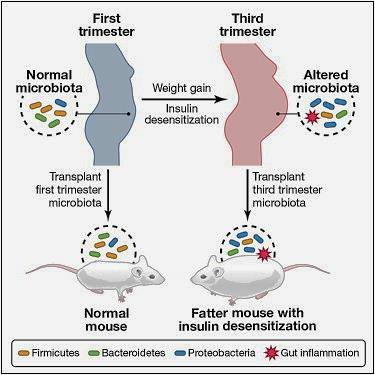 First
trimester
Third
trimester
Normal
microbiota
Weight gain
Insulin
desensitization
Altered
microbiota
Transplant
first trimester
microbiota
Transplant
third trimester
microbiota
Normal
mouse
Fatter mouse with
insulin desensitization
Firmicutes
Bacteroidetes
Proteobacteria
Gut inflammation